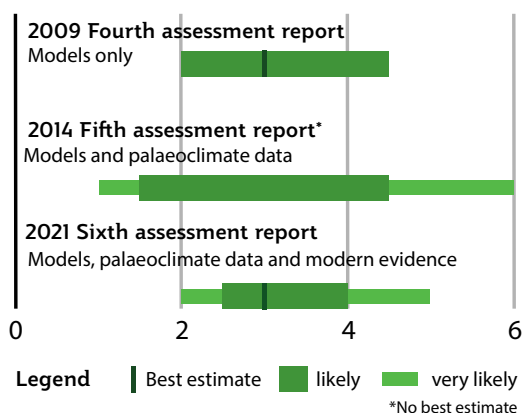 2009 Fourth assessment report
Models only
2014 Fifth assessment report*
Models and palaeoclimate data
2021 Sixth assessment report
Models, palaeoclimate data and modern evidence
0 2 4 6
Legend Best estimate likely very likely
*No best estimate